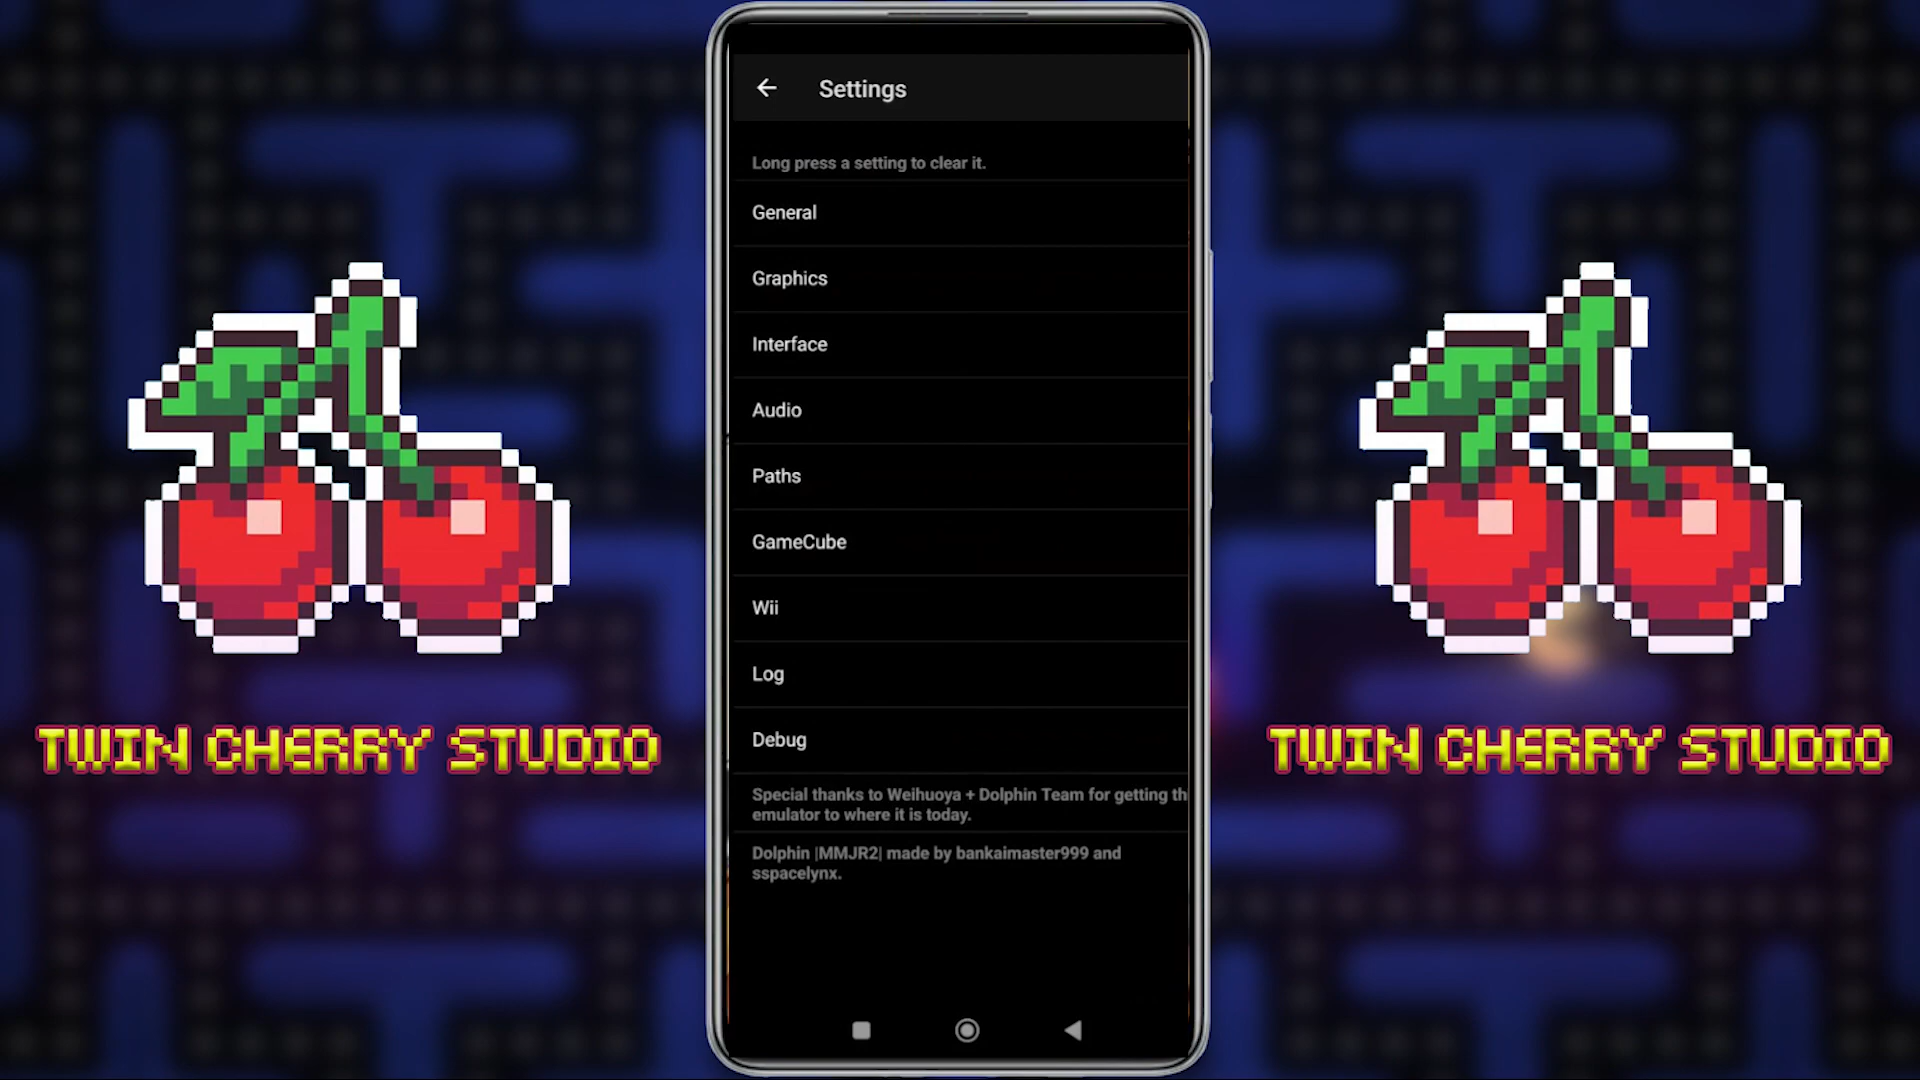 Settings
Long press a setting to clear it.
General
Graphics
Interface
Audio
Paths
GameCube
Wii
Log
Debug
Special thanks to Weihuoya + Dolphin Team for getting th
emulator to where it is today.
Dolphin |MMJR2| made by bankaimaster999 and
sspacelynx.
TWIN CHERRY STUDIO
TWIN CHERRY STUDIO